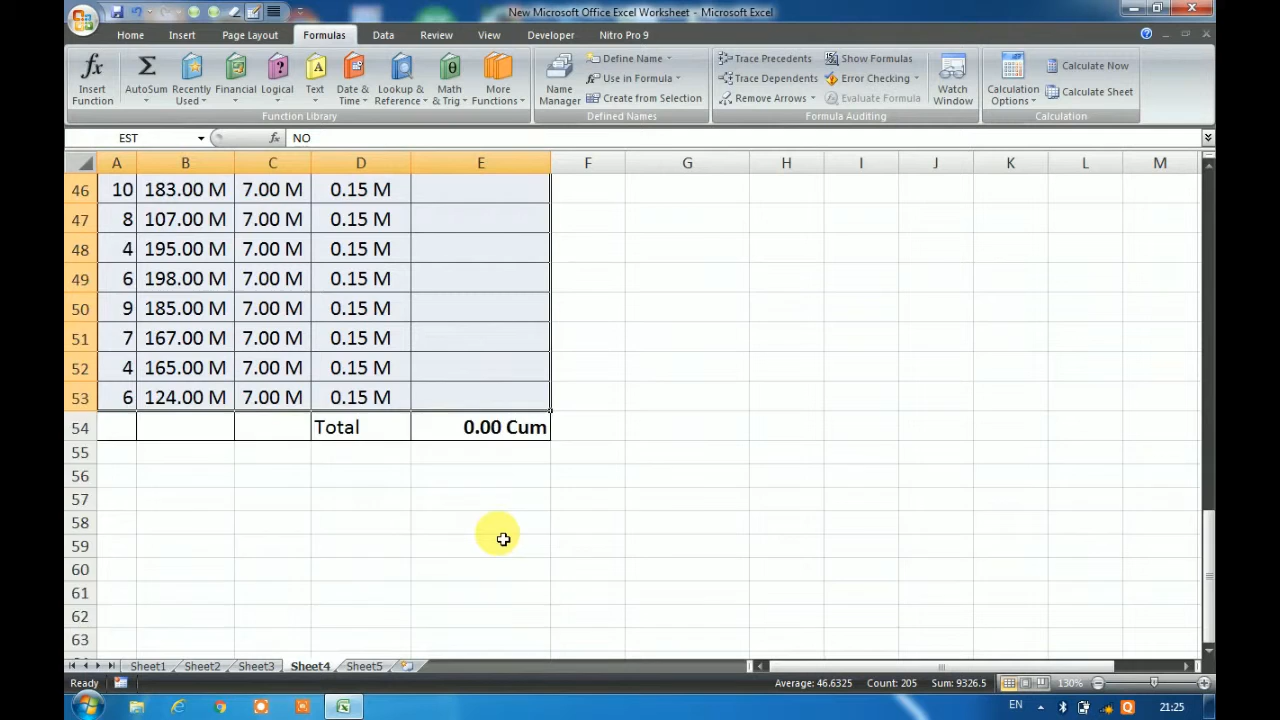 New Microsoft Office Excel Worksheet - Microsoft Excel
Home Insert Page Layout Formulas Data Review View Developer Nitro Pro 9
Insert Function
AutoSum
Recently Used
Financial
Logical
Text
Date & Time
Lookup & Reference
Math & Trig
More Functions
Function Library
Name Manager
Define Name
Use in Formula
Create from Selection
Defined Names
Trace Precedents
Trace Dependents
Remove Arrows
Show Formulas
Error Checking
Evaluate Formula
Formula Auditing
Watch Window
Calculation Options
Calculate Now
Calculate Sheet
Calculation
EST fx NO
A B C D E F G H I J K L M
46 10 183.00 M 7.00 M 0.15 M
47 8 107.00 M 7.00 M 0.15 M
48 4 195.00 M 7.00 M 0.15 M
49 6 198.00 M 7.00 M 0.15 M
50 9 185.00 M 7.00 M 0.15 M
51 7 167.00 M 7.00 M 0.15 M
52 4 165.00 M 7.00 M 0.15 M
53 6 124.00 M 7.00 M 0.15 M
54 Total 0.00 Cum
55
56
57
58
59
60
61
62
63
Sheet1 Sheet2 Sheet3 Sheet4 Sheet5
Ready Average: 46.6325 Count: 205 Sum: 9326.5 130%
EN 21:25